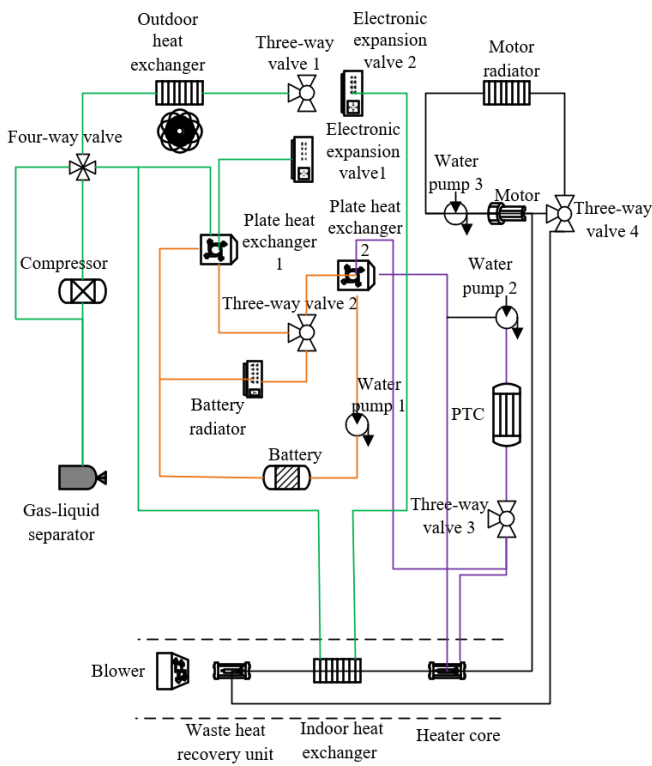 Outdoor
heat
exchanger
Three-way
valve 1
Electronic
expansion
valve 2
Motor
radiator
Four-way valve
Electronic
expansion
valve1
Water
pump 3
Motor
Three-way
valve 4
Plate heat
exchanger
1
Plate heat
exchanger
2
Compressor
Water
pump 2
Three-way valve 2
Battery
radiator
Water
pump 1
PTC
Battery
Gas-liquid
separator
Three-way
valve 3
Blower
Waste heat
recovery unit
Indoor heat
exchanger
Heater core